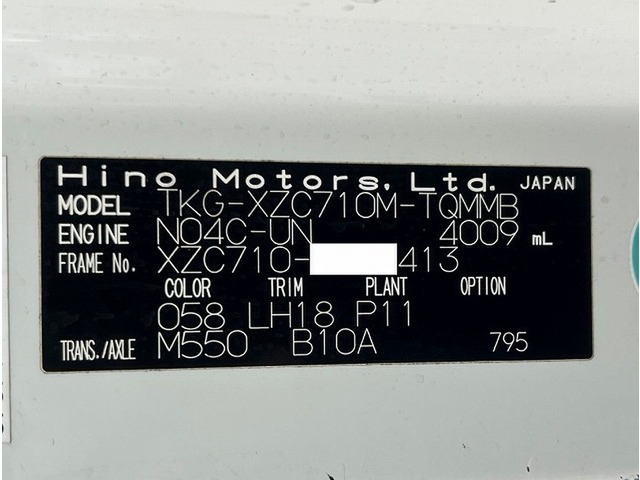 Hino Motors, Ltd. JAPAN
MODEL TKG-XZC710M-TQMMB
ENGINE N04C-UN 4009 mL
FRAME No. XZC710- 413
COLOR TRIM PLANT OPTION
058 LH18 P11
TRANS./AXLE M550 B10A 795